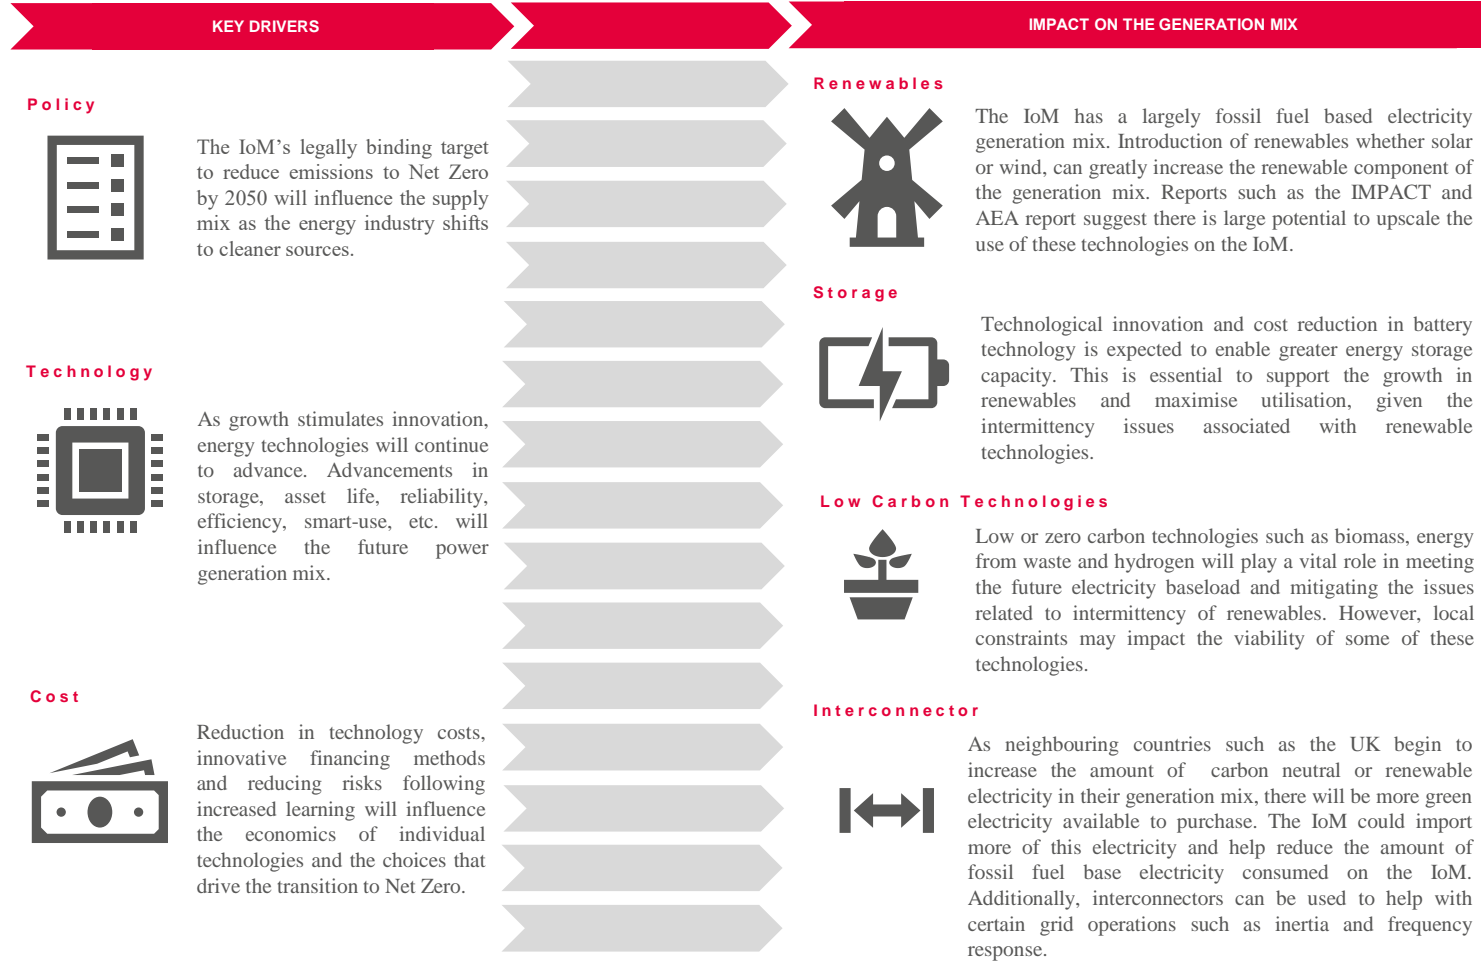 KEY DRIVERS
IMPACT ON THE GENERATION MIX
Policy
The IoM's legally binding target
to reduce emissions to Net Zero
by 2050 will influence the supply
mix as the energy industry shifts
to cleaner sources.
Technology
As growth stimulates innovation,
energy technologies will continue
to advance. Advancements in
storage, asset life, reliability,
efficiency, smart-use, etc. will
influence the future power
generation mix.
Cost
Reduction in technology costs,
innovative financing methods
and reducing risks following
increased learning will influence
the economics of individual
technologies and the choices that
drive the transition to Net Zero.
Renewables
The IoM has a largely fossil fuel based electricity
generation mix. Introduction of renewables whether solar
or wind, can greatly increase the renewable component of
the generation mix. Reports such as the IMPACT and
AEA report suggest there is large potential to upscale the
use of these technologies on the IoM.
Storage
Technological innovation and cost reduction in battery
technology is expected to enable greater energy storage
capacity. This is essential to support the growth in
renewables and maximise utilisation, given the
intermittency issues associated with renewable
technologies.
Low Carbon Technologies
Low or zero carbon technologies such as biomass, energy
from waste and hydrogen will play a vital role in meeting
the future electricity baseload and mitigating the issues
related to intermittency of renewables. However, local
constraints may impact the viability of some of these
technologies.
Interconnector
As neighbouring countries such as the UK begin to
increase the amount of carbon neutral or renewable
electricity in their generation mix, there will be more green
electricity available to purchase. The IoM could import
more of this electricity and help reduce the amount of
fossil fuel base electricity consumed on the IoM.
Additionally, interconnectors can be used to help with
certain grid operations such as inertia and frequency
response.